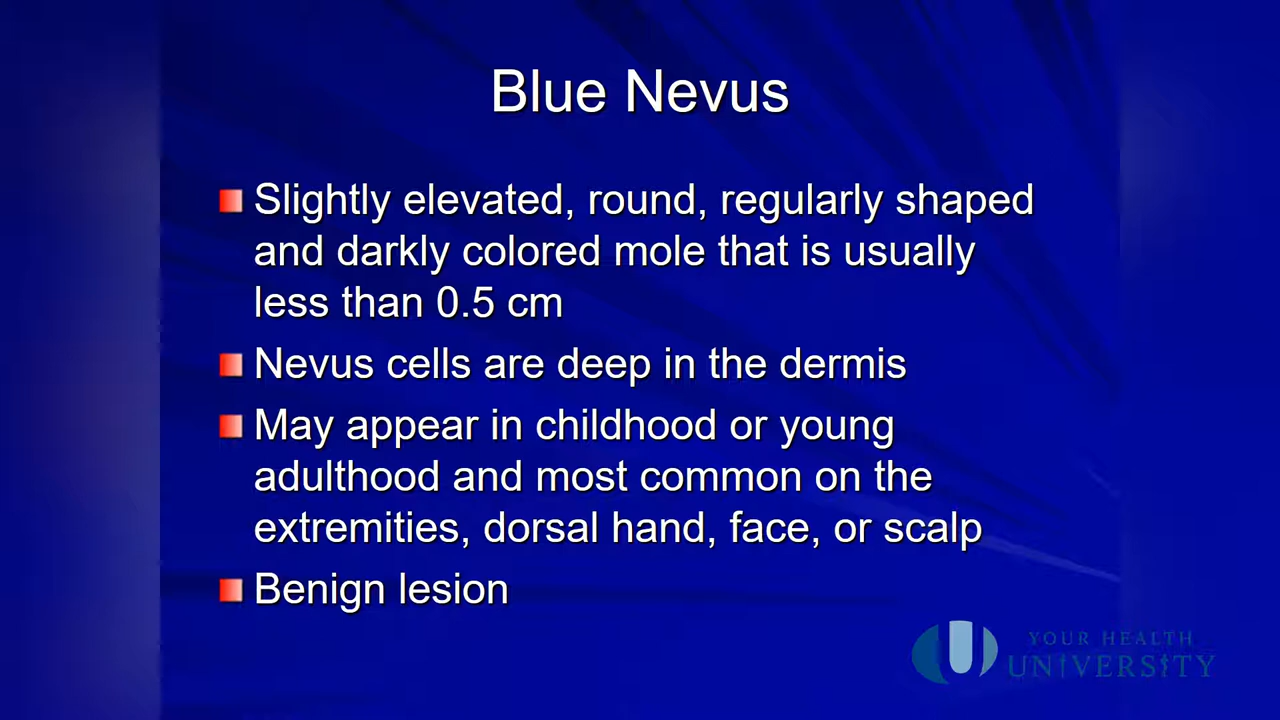 Blue Nevus
Slightly elevated, round, regularly shaped
and darkly colored mole that is usually
less than 0.5 cm
Nevus cells are deep in the dermis
May appear in childhood or young
adulthood and most common on the
extremities, dorsal hand, face, or scalp
Benign lesion
YOUR HEALTH
UNIVERSITY